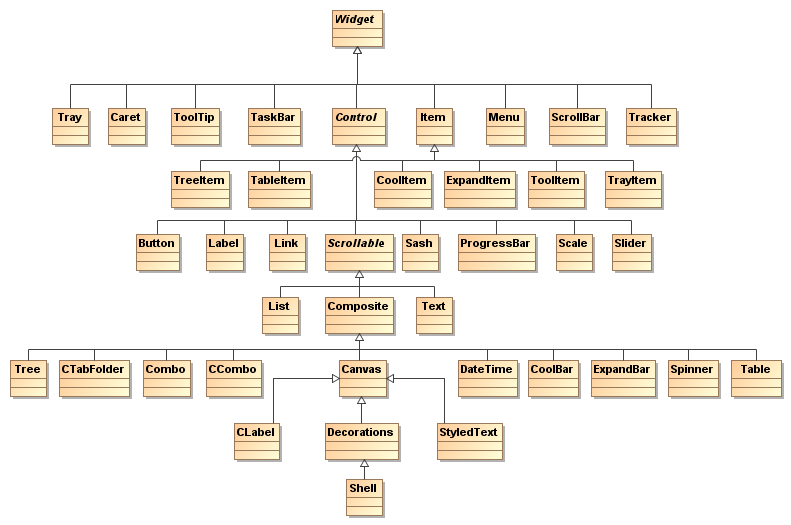 Widget
Tray Caret ToolTip TaskBar Control Item Menu ScrollBar Tracker
TreeItem TableItem CoolItem ExpandItem ToolItem TrayItem
Button Label Link Scrollable Sash ProgressBar Scale Slider
List Composite Text
Tree CTabFolder Combo CCombo Canvas DateTime CoolBar ExpandBar Spinner Table
CLabel Decorations StyledText
Shell